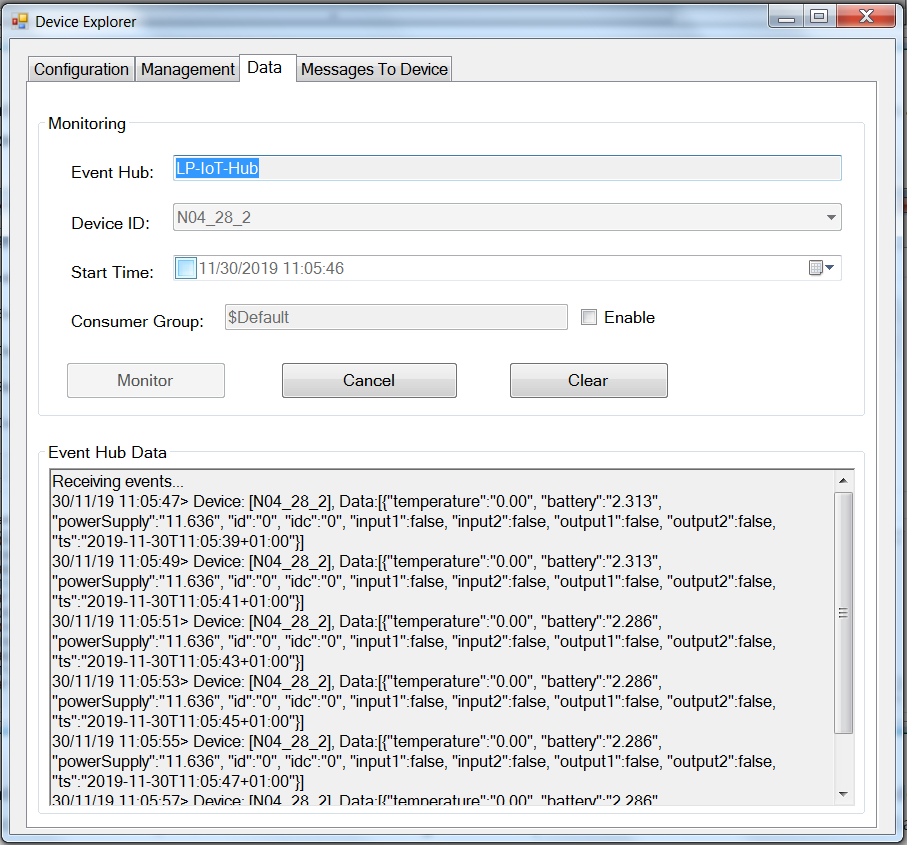 Device Explorer
Configuration Management Data Messages To Device
Monitoring
Event Hub: LP-IoT-Hub
Device ID: N04_28_2
Start Time: 11/30/2019 11:05:46
Consumer Group: $Default Enable
Monitor Cancel Clear
Event Hub Data
Receiving events...
30/11/19 11:05:47> Device: [N04_28_2], Data:[{"temperature":"0.00", "battery":"2.313",
"powerSupply":"11.636", "id":"0", "idc":"0", "input1":false, "input2":false, "output1":false, "output2":false,
"ts":"2019-11-30T11:05:39+01:00"}]
30/11/19 11:05:49> Device: [N04_28_2], Data:[{"temperature":"0.00", "battery":"2.313",
"powerSupply":"11.636", "id":"0", "idc":"0", "input1":false, "input2":false, "output1":false, "output2":false,
"ts":"2019-11-30T11:05:41+01:00"}]
30/11/19 11:05:51> Device: [N04_28_2], Data:[{"temperature":"0.00", "battery":"2.286",
"powerSupply":"11.636", "id":"0", "idc":"0", "input1":false, "input2":false, "output1":false, "output2":false,
"ts":"2019-11-30T11:05:43+01:00"}]
30/11/19 11:05:53> Device: [N04_28_2], Data:[{"temperature":"0.00", "battery":"2.286",
"powerSupply":"11.636", "id":"0", "idc":"0", "input1":false, "input2":false, "output1":false, "output2":false,
"ts":"2019-11-30T11:05:45+01:00"}]
30/11/19 11:05:55> Device: [N04_28_2], Data:[{"temperature":"0.00", "battery":"2.286",
"powerSupply":"11.636", "id":"0", "idc":"0", "input1":false, "input2":false, "output1":false, "output2":false,
"ts":"2019-11-30T11:05:47+01:00"}]
30/11/19 11:05:57> Device: [N04_28_2], Data:[{"temperature":"0.00", "battery":"2.286",